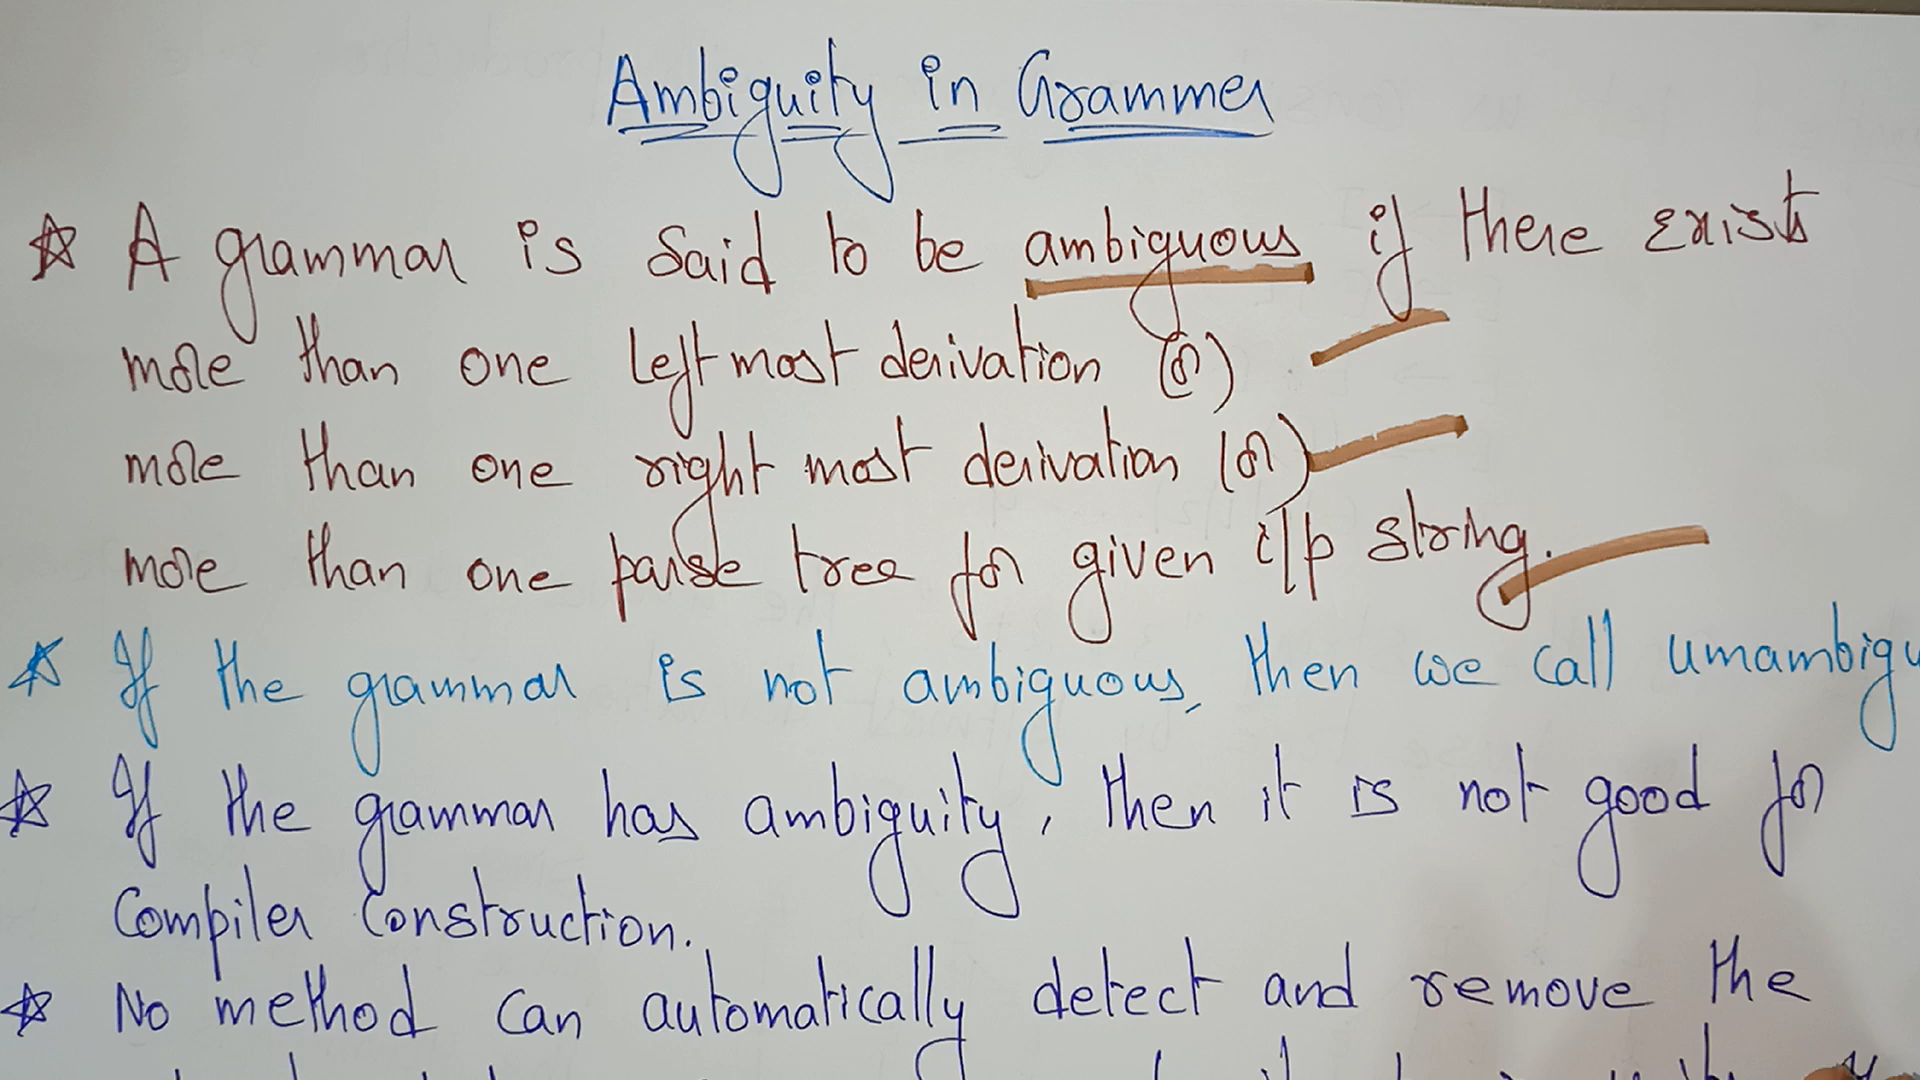 Ambiguity in Grammer
☆ A grammar is said to be ambiguous if there exists
more than one left most derivation (or)
more than one right most derivation (or)
more than one parse tree for given i/p string.
☆ If the grammar is not ambiguous, then we call umambigu
☆ If the grammar has ambiguity, then it is not good for
Compiler Construction.
☆ No method can automatically detect and remove the